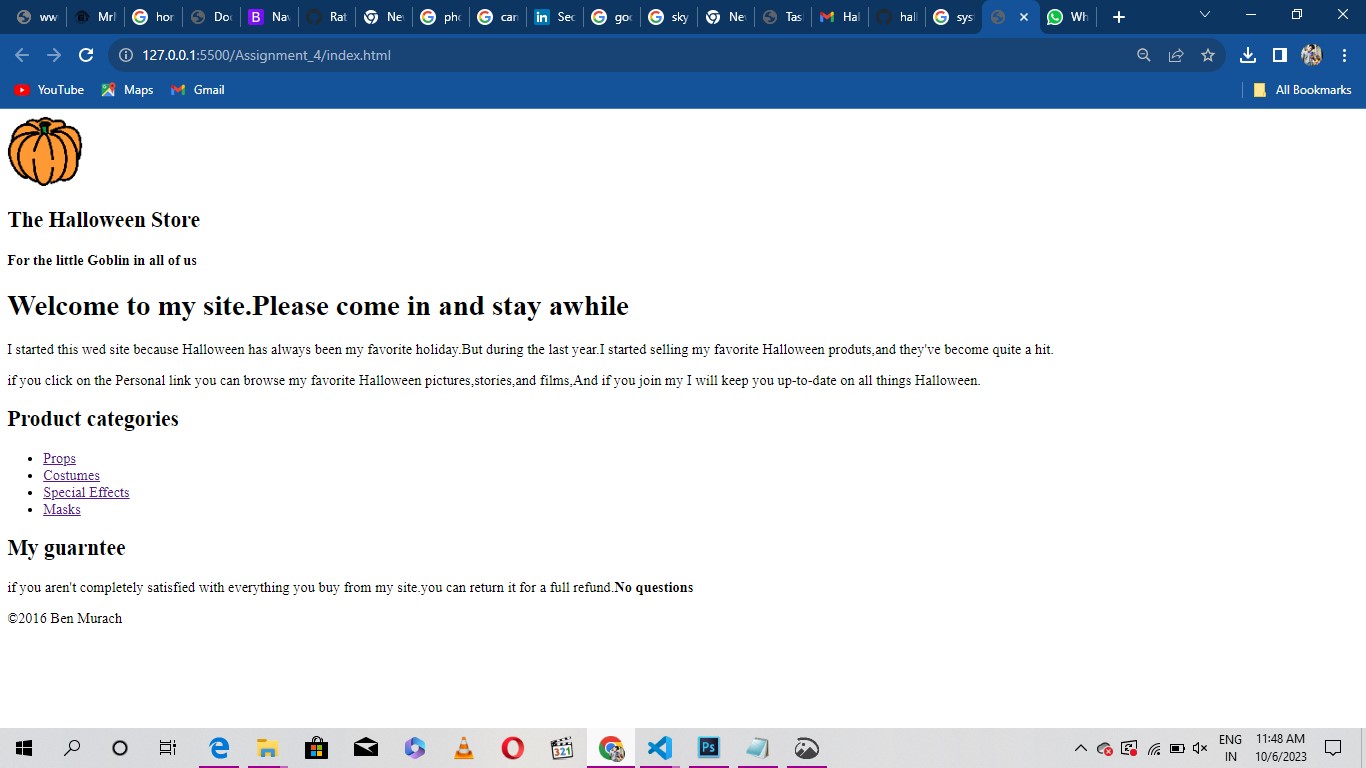 ww
MrI
hor
Do
Na
Rat
Ne
pho
can
Sec
goo
sky
Ne
Tas
Hal
hall
sys
Wh
127.0.0.1:5500/Assignment_4/index.html
YouTube
Maps
Gmail
All Bookmarks
The Halloween Store
For the little Goblin in all of us
Welcome to my site.Please come in and stay awhile
I started this wed site because Halloween has always been my favorite holiday.But during the last year.I started selling my favorite Halloween produts,and they've become quite a hit.
if you click on the Personal link you can browse my favorite Halloween pictures,stories,and films,And if you join my I will keep you up-to-date on all things Halloween.
Product categories
Props
Costumes
Special Effects
Masks
My guarntee
if you aren't completely satisfied with everything you buy from my site.you can return it for a full refund.No questions
©2016 Ben Murach
ENG
IN
11:48 AM
10/6/2023